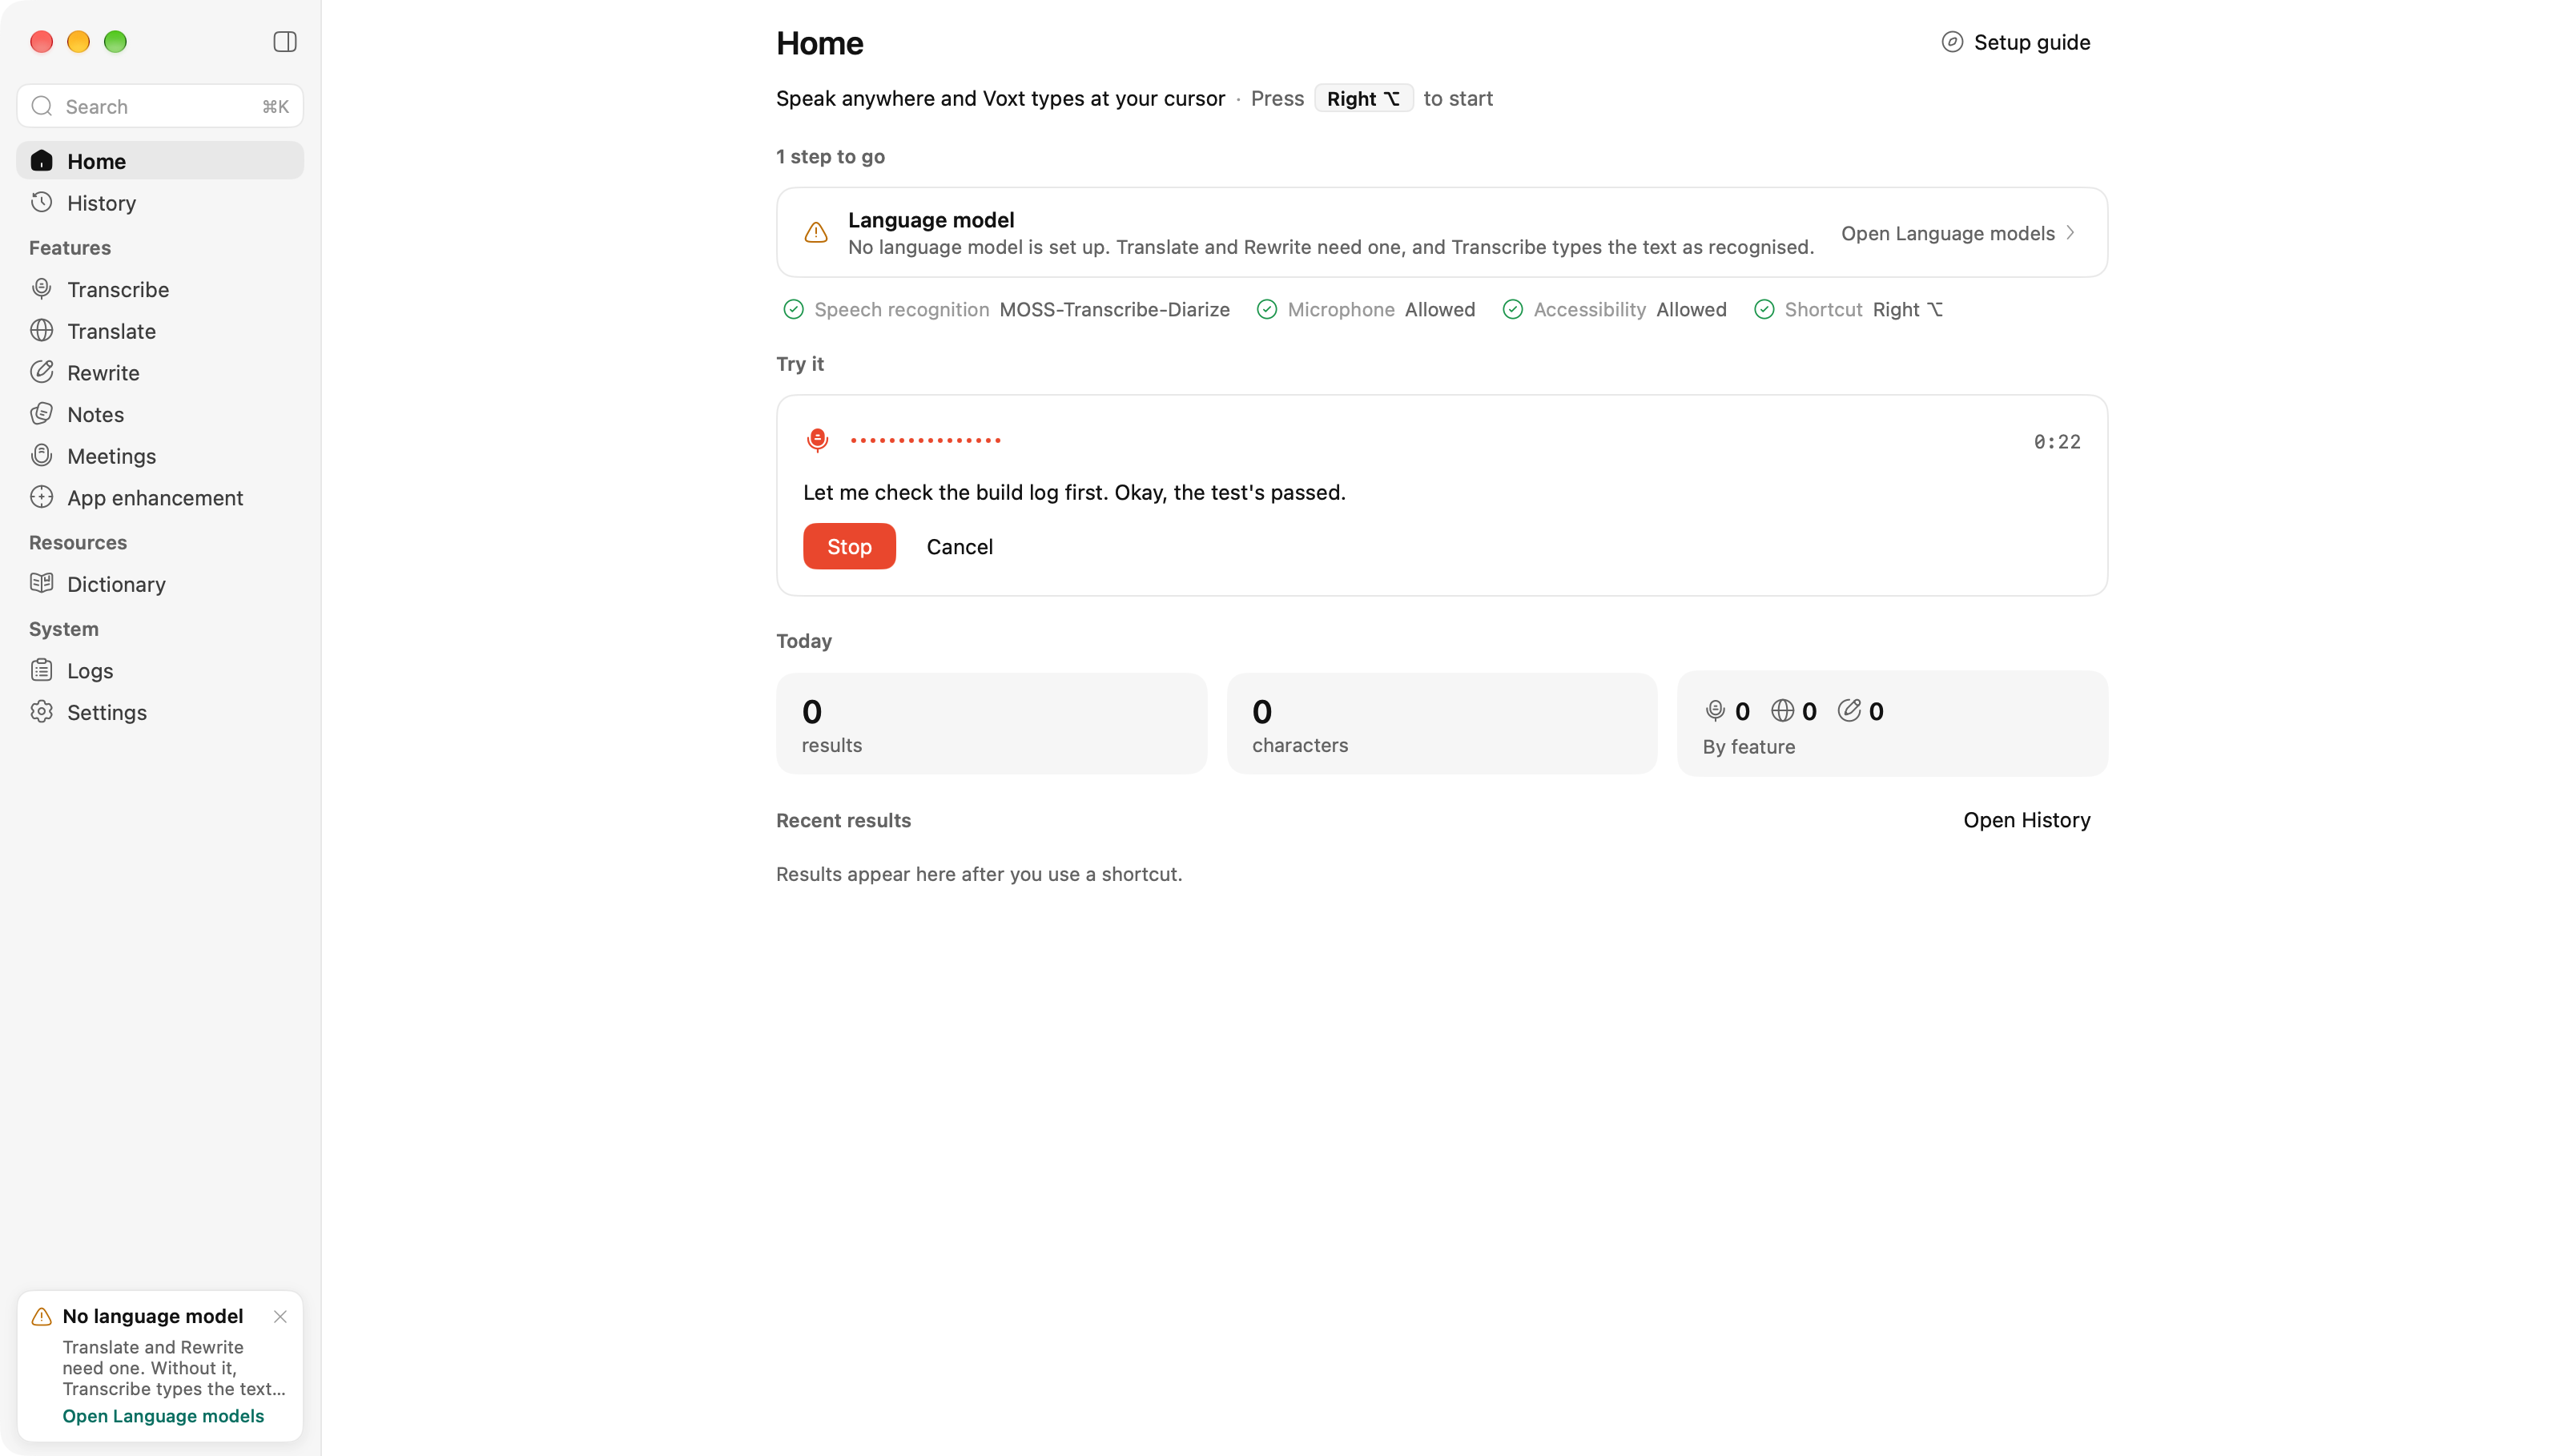 Search ⌘K
Home
History
Features
Transcribe
Translate
Rewrite
Notes
Meetings
App enhancement
Resources
Dictionary
System
Logs
Settings
No language model
Translate and Rewrite
need one. Without it,
Transcribe types the text...
Open Language models
Home
Setup guide
Speak anywhere and Voxt types at your cursor · Press Right ⌥ to start
1 step to go
Language model
No language model is set up. Translate and Rewrite need one, and Transcribe types the text as recognised.
Open Language models
Speech recognition MOSS-Transcribe-Diarize Microphone Allowed Accessibility Allowed Shortcut Right ⌥
Try it
0:22
Let me check the build log first. Okay, the test's passed.
Stop Cancel
Today
0
results
0
characters
0 0 0
By feature
Recent results
Open History
Results appear here after you use a shortcut.